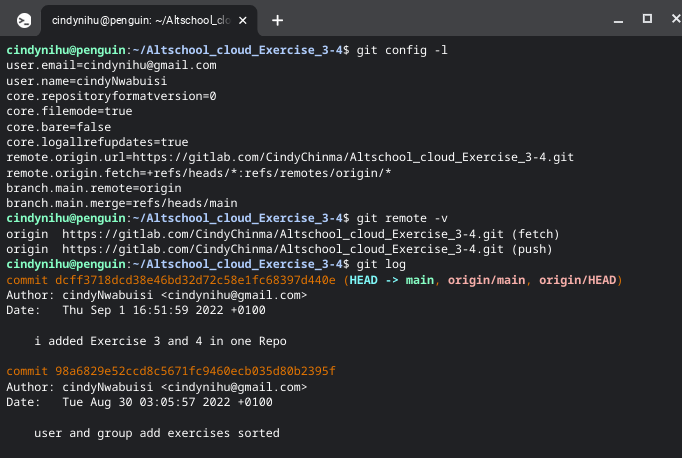 cindynihu@penguin: ~/Altschool_clo
cindynihu@penguin:~/Altschool_cloud_Exercise_3-4$ git config -l
user.email=cindynihu@gmail.com
user.name=cindyNwabuisi
core.repositoryformatversion=0
core.filemode=true
core.bare=false
core.logallrefupdates=true
remote.origin.url=https://gitlab.com/CindyChinma/Altschool_cloud_Exercise_3-4.git
remote.origin.fetch=+refs/heads/*:refs/remotes/origin/*
branch.main.remote=origin
branch.main.merge=refs/heads/main
cindynihu@penguin:~/Altschool_cloud_Exercise_3-4$ git remote -v
origin  https://gitlab.com/CindyChinma/Altschool_cloud_Exercise_3-4.git (fetch)
origin  https://gitlab.com/CindyChinma/Altschool_cloud_Exercise_3-4.git (push)
cindynihu@penguin:~/Altschool_cloud_Exercise_3-4$ git log
commit dcff3718dcd38e46bd32d72c58e1fc68397d440e (HEAD -> main, origin/main, origin/HEAD)
Author: cindyNwabuisi <cindynihu@gmail.com>
Date:   Thu Sep 1 16:51:59 2022 +0100
    i added Exercise 3 and 4 in one Repo
commit 98a6829e52ccd8c5671fc9460ecb035d80b2395f
Author: cindyNwabuisi <cindynihu@gmail.com>
Date:   Tue Aug 30 03:05:57 2022 +0100
    user and group add exercises sorted